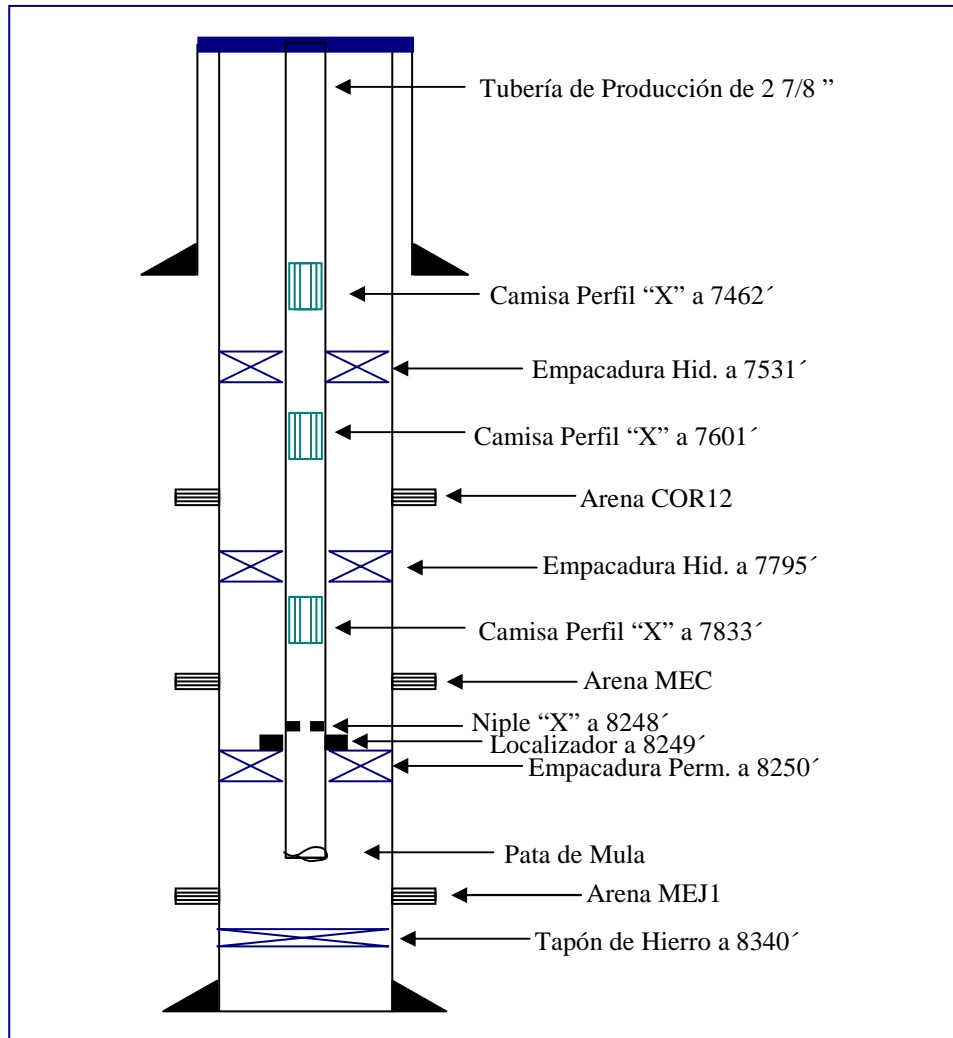 Tubería de Producción de 2 7/8 ”
Camisa Perfil “X” a 7462´
Empacadura Hid. a 7531´
Camisa Perfil “X” a 7601´
Arena COR12
Empacadura Hid. a 7795´
Camisa Perfil “X” a 7833´
Arena MEC
Niple “X” a 8248´
Localizador a 8249´
Empacadura Perm. a 8250´
Pata de Mula
Arena MEJ1
Tapón de Hierro a 8340´